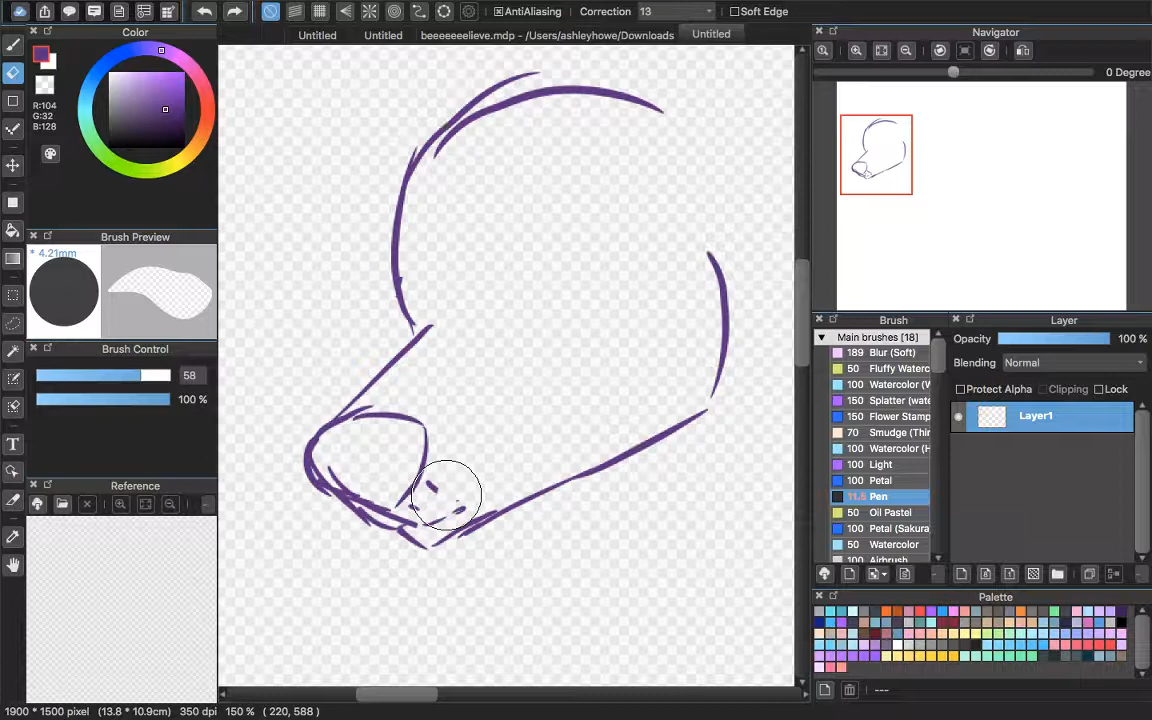 AntiAliasing Correction 13 Soft Edge
Color
Untitled Untitled beeeeeeelieve.mdp - /Users/ashleyhowe/Downloads Untitled
Navigator
0 Degree
R:104
G:32
B:128
Brush Preview
* 4.21mm
Brush Control
58
100 %
Reference
Brush
Layer
Main brushes [18]
189 Blur (Soft)
50 Fluffy Waterc
100 Watercolor (W
150 Splatter (wate
150 Flower Stamp
70 Smudge (Thri
100 Watercolor (H
100 Light
100 Petal
11.5 Pen
50 Oil Pastel
100 Petal (Sakura
50 Watercolor
100 Airbrush
Opacity 100 %
Blending Normal
Protect Alpha Clipping Lock
Layer1
Palette
---
1900 * 1500 pixel (13.8 * 10.9cm) 350 dpi 150 % ( 220, 588 )
T